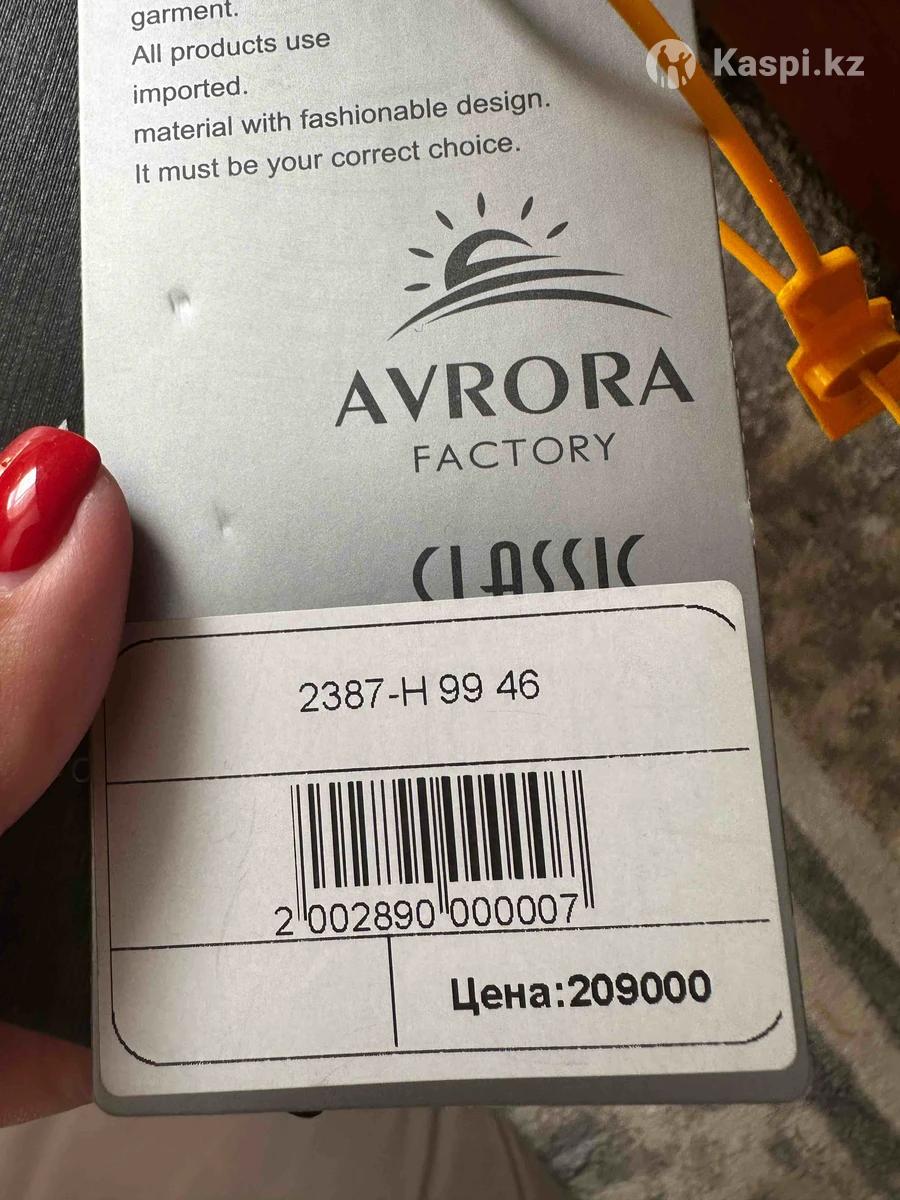 garment.
All products use
imported.
material with fashionable design.
It must be your correct choice.
Kaspi.kz
AVRORA
FACTORY
CLASSIC
2387-H 99 46
2 002890 000007
Цена:209000